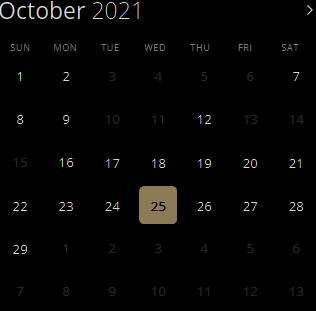 October 2021 >
SUN MON TUE WED THU FRI SAT
1 2 3 4 5 6 7
8 9 10 11 12 13 14
15 16 17 18 19 20 21
22 23 24 25 26 27 28
29 1 2 3 4 5 6
7 8 9 10 11 12 13